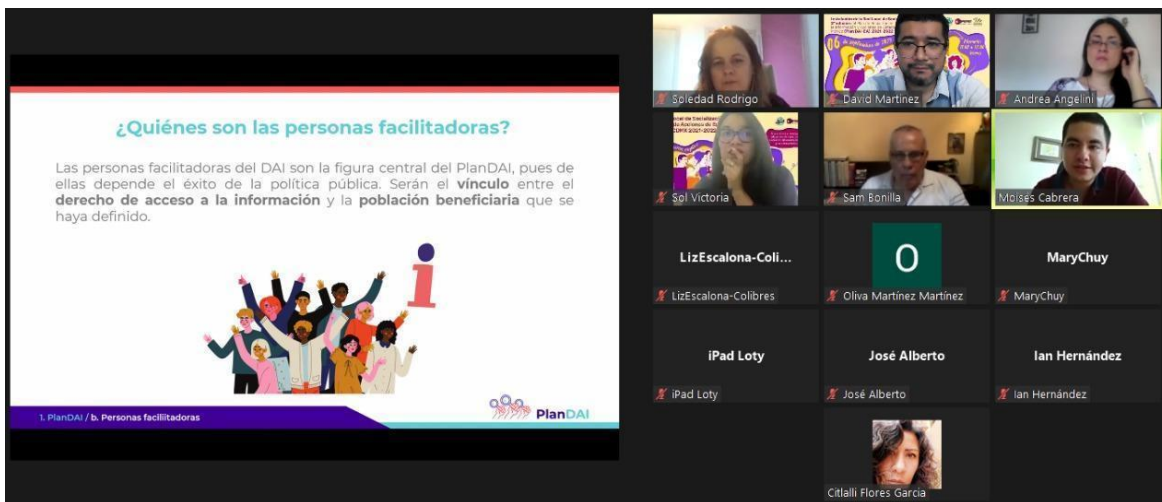 ¿Quiénes son las personas facilitadoras?
Las personas facilitadoras del DAI son la figura central del PlanDAI, pues de
ellas depende el éxito de la política pública. Serán el vínculo entre el
derecho de acceso a la información y la población beneficiaria que se
haya definido.
i
1. PlanDAI / b. Personas facilitadoras
PlanDAI
Soledad Rodrigo
06 de septiembre de
David Martinez
Andrea Angelini
Sol Victoria
Sam Bonilla
Moises Cabrera
LizEscalona-Coli...
LizEscalona-Colibres
O
Oliva Martínez Martínez
MaryChuy
MaryChuy
iPad Loty
iPad Loty
José Alberto
José Alberto
Ian Hernández
Ian Hernández
Citlalli Flores Garcia